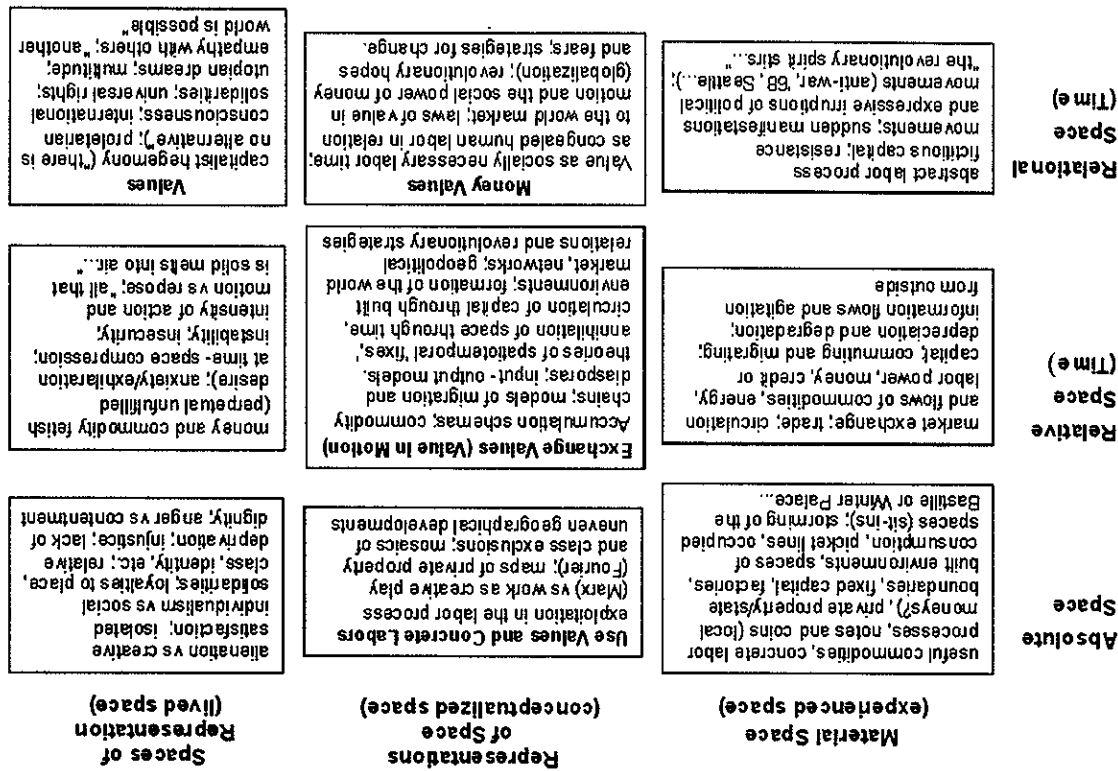 Material Space
(experienced space)
Representations
of Space
(conceptualized space)
Spaces of
Representation
(lived space)
Absolute
Space
useful commodities, concrete labor
processes, notes and coins (local
moneys?), private property/state
boundaries, fixed capital, factories,
built environments, spaces of
consumption, picket lines, occupied
spaces (sit-ins); storming of the
Bastille or Winter Palace...
Use Values and Concrete Labors
exploitation in the labor process
(Marx) vs work as creative play
(Fourier); maps of private property
and class exclusions; mosaics of
uneven geographical developments
alienation vs creative
satisfaction; isolated
individualism vs social
solidarities; loyalties to place,
class, identity, etc.; relative
deprivation; injustice; lack of
dignity; anger vs contentment
Relative
Space
(Time)
market exchange; trade; circulation
and flows of commodities, energy,
labor power, money, credit or
capital; commuting and migrating;
depreciation and degradation;
information flows and agitation
from outside
Exchange Values (Value in Motion)
Accumulation schemas; commodity
chains; models of migration and
diasporas; input - output models.
theories of spatiotemporal 'fixes',
annihilation of space through time,
circulation of capital through built
environments; formation of the world
market, networks; geopolitical
relations and revolutionary strategies
money and commodity fetish
(perpetual unfulfilled
desire); anxiety/exhilaration
at time- space compression;
instability; insecurity;
intensity of action and
motion vs repose; "all that
is solid melts into air..."
Relational
Space
(Time)
abstract labor process
fictitious capital; resistance
movements; sudden manifestations
and expressive irruptions of political
movements (anti-war, '68, Seattle...);
"the revolutionary spirit stirs..."
Money Values
Value as socially necessary labor time;
as congealed human labor in relation
to the world market; laws of value in
motion and the social power of money
(globalization); revolutionary hopes
and fears; strategies for change.
Values
capitalist hegemony ("there is
no alternative"); proletarian
consciousness; international
solidarities; universal rights;
utopian dreams; multitude;
empathy with others; "another
world is possible"